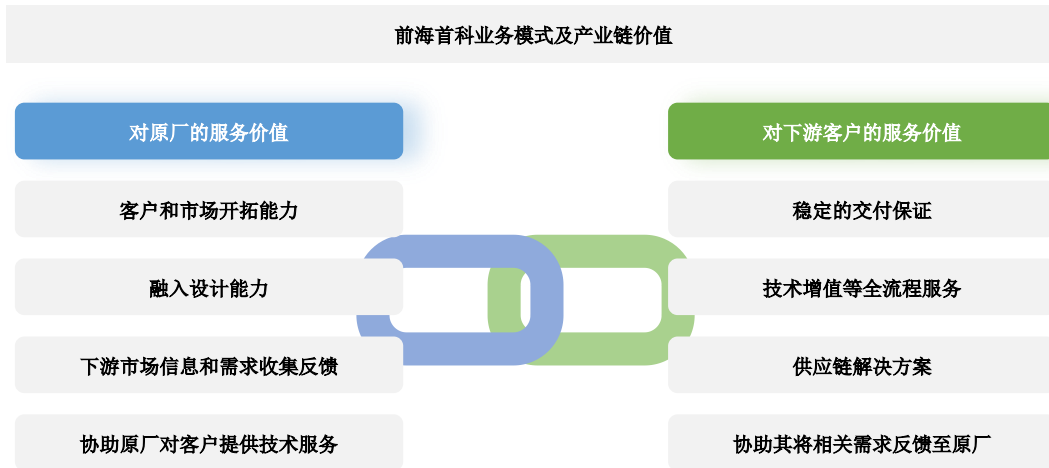 前海首科业务模式及产业链价值
对原厂的服务价值
客户和市场开拓能力
融入设计能力
下游市场信息和需求收集反馈
协助原厂对客户提供技术服务
对下游客户的服务价值
稳定的交付保证
技术增值等全流程服务
供应链解决方案
协助其将相关需求反馈至原厂